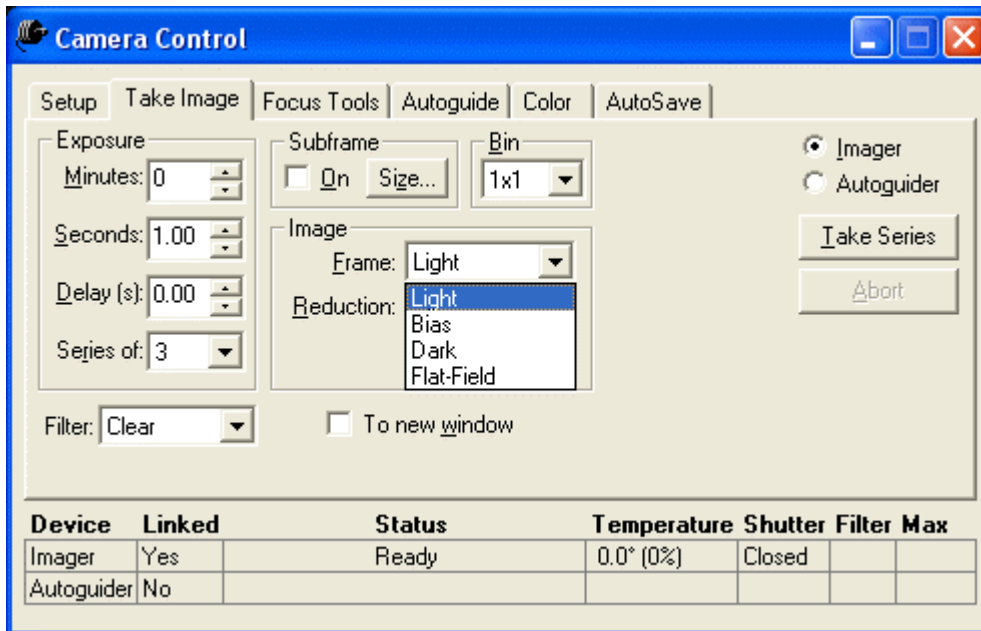 Camera Control
Setup Take Image Focus Tools Autoguide Color AutoSave
Exposure
Minutes: 0
Seconds: 1.00
Delay (s): 0.00
Series of: 3
Subframe
On Size...
Bin
1x1
Image
Frame: Light
Reduction:
Light
Bias
Dark
Flat-Field
Imager
Autoguider
Take Series
Abort
Filter: Clear
To new window
Device Linked Status Temperature Shutter Filter Max
Imager Yes Ready 0.0° (0%) Closed
Autoguider No